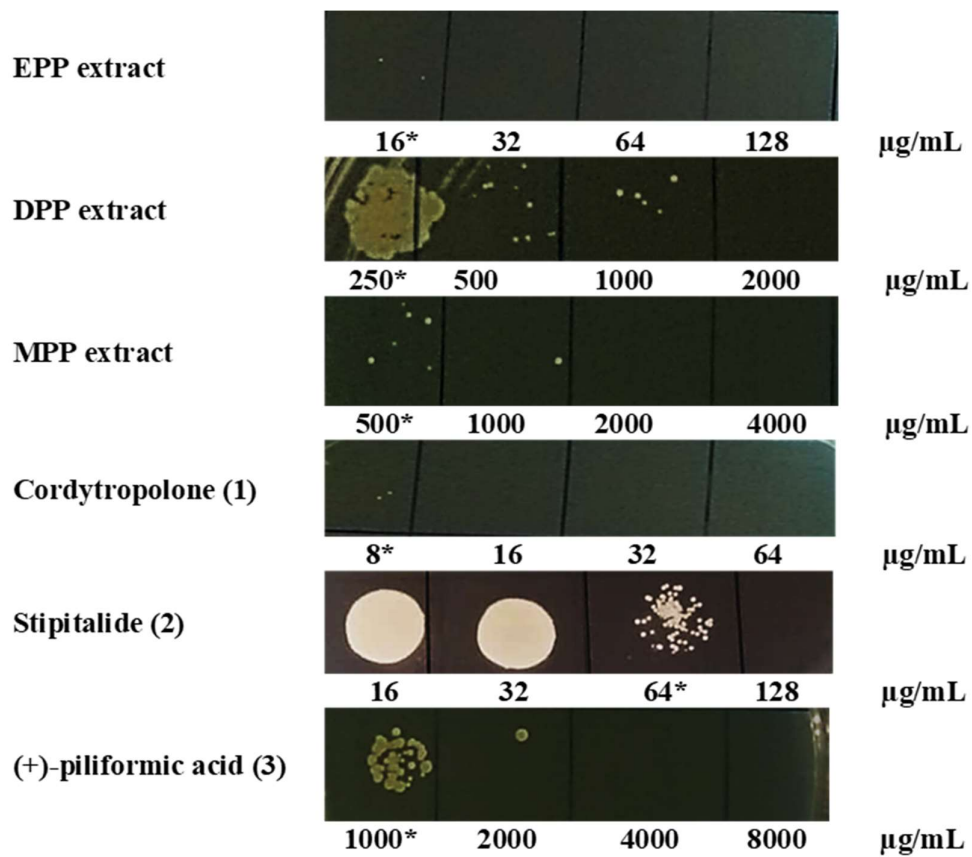 EPP extract
16* 32 64 128 µg/mL
DPP extract
250* 500 1000 2000 µg/mL
MPP extract
500* 1000 2000 4000 µg/mL
Cordytropolone (1)
8* 16 32 64 µg/mL
Stipitalide (2)
16 32 64* 128 µg/mL
(+)-piliformic acid (3)
1000* 2000 4000 8000 µg/mL